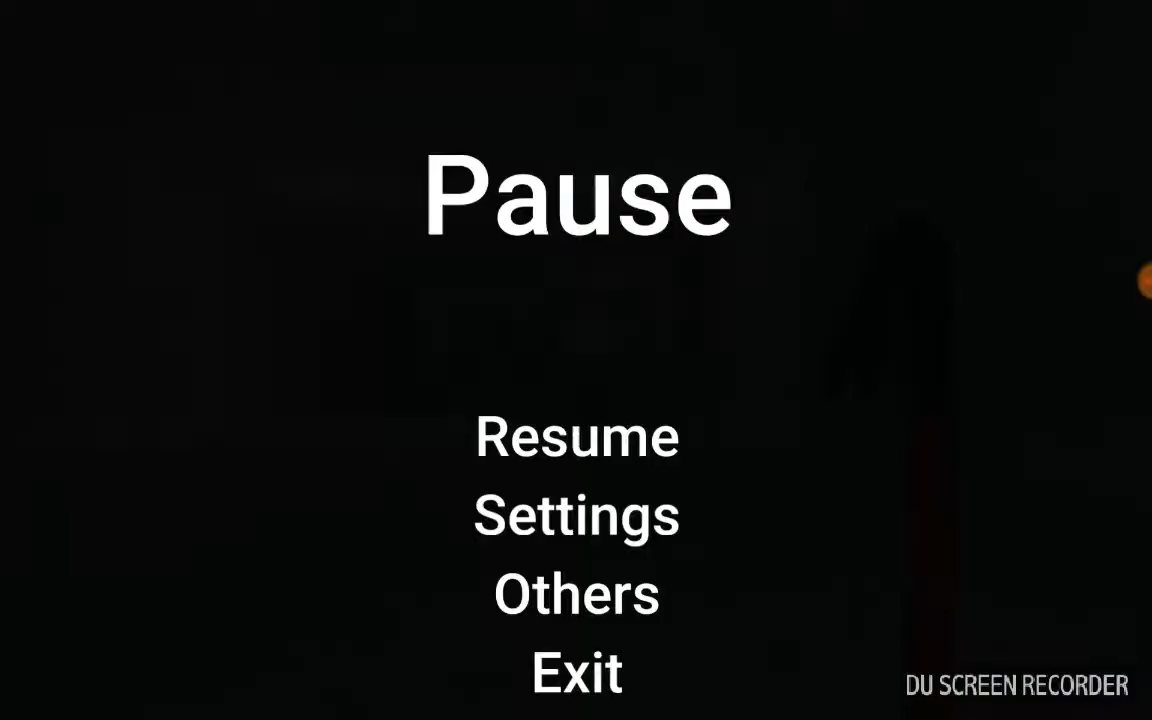 Pause
Resume
Settings
Others
Exit
DU SCREEN RECORDER